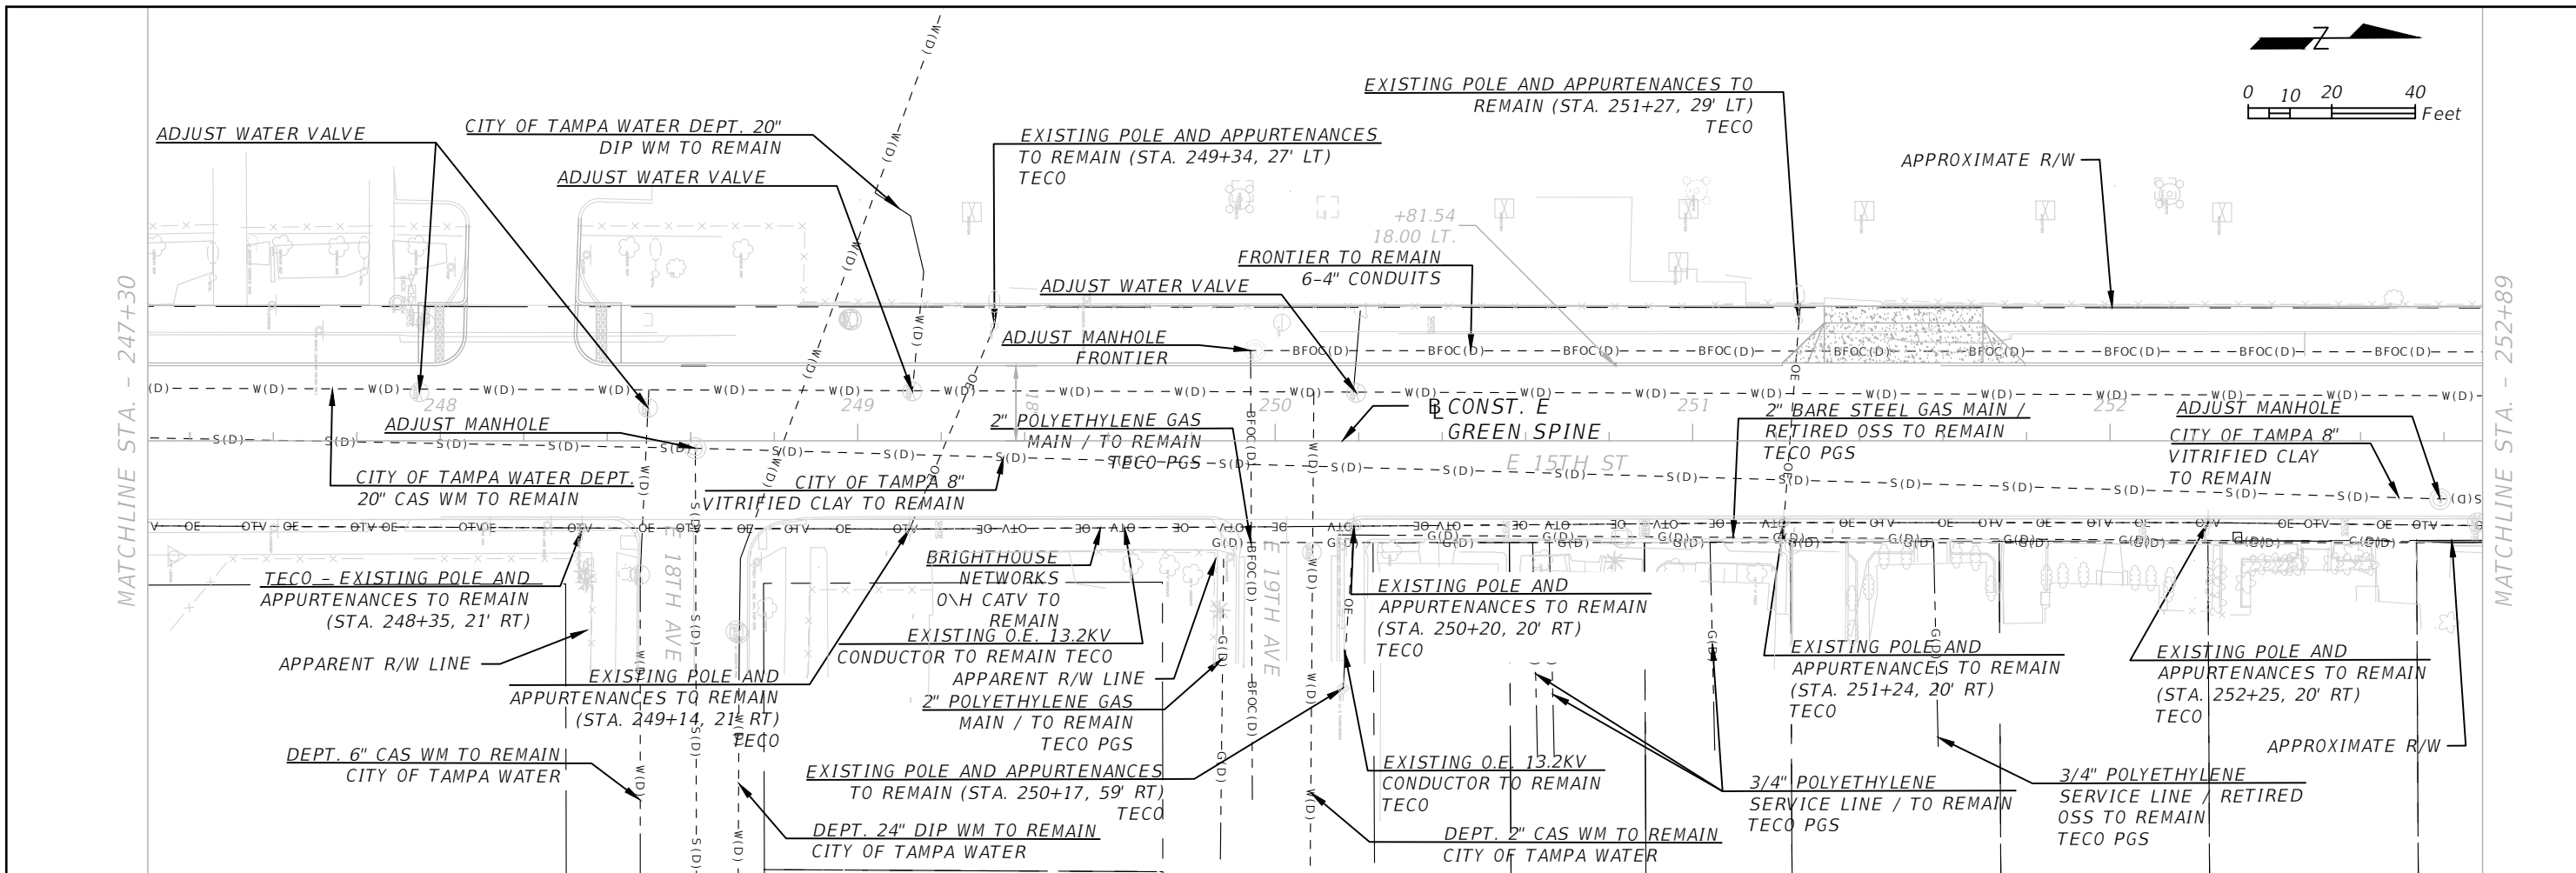 MATCHLINE STA. - 247+30
ADJUST WATER VALVE
CITY OF TAMPA WATER DEPT. 20"
DIP WM TO REMAIN
ADJUST WATER VALVE
EXISTING POLE AND APPURTENANCES
TO REMAIN (STA. 249+34, 27' LT)
TECO
EXISTING POLE AND APPURTENANCES TO
REMAIN (STA. 251+27, 29' LT)
TECO
APPROXIMATE R/W
Z
0 10 20 40
Feet
+81.54
18.00 LT.
FRONTIER TO REMAIN
6-4" CONDUITS
ADJUST WATER VALVE
ADJUST MANHOLE
FRONTIER
248
249
250
251
252
18'
ADJUST MANHOLE
CITY OF TAMPA WATER DEPT.
20" CAS WM TO REMAIN
2" POLYETHYLENE GAS
MAIN / TO REMAIN
TECO PGS
CITY OF TAMPA 8"
VITRIFIED CLAY TO REMAIN
BL CONST. E
GREEN SPINE
E 15TH ST
2" BARE STEEL GAS MAIN /
RETIRED OSS TO REMAIN
TECO PGS
ADJUST MANHOLE
CITY OF TAMPA 8"
VITRIFIED CLAY
TO REMAIN
MATCHLINE STA. - 252+89
W(D)
S(D)
BFOC(D)
OE
OTV
G(D)
TECO - EXISTING POLE AND
APPURTENANCES TO REMAIN
(STA. 248+35, 21' RT)
APPARENT R/W LINE
E 18TH AVE
EXISTING POLE AND
APPURTENANCES TO REMAIN
(STA. 249+14, 21' RT)
TECO
BRIGHTHOUSE
NETWORKS
O\H CATV TO
REMAIN
EXISTING O.E. 13.2KV
CONDUCTOR TO REMAIN TECO
APPARENT R/W LINE
2" POLYETHYLENE GAS
MAIN / TO REMAIN
TECO PGS
E 19TH AVE
EXISTING POLE AND
APPURTENANCES TO REMAIN
(STA. 250+20, 20' RT)
TECO
EXISTING POLE AND
APPURTENANCES TO REMAIN
(STA. 251+24, 20' RT)
TECO
EXISTING POLE AND
APPURTENANCES TO REMAIN
(STA. 252+25, 20' RT)
TECO
APPROXIMATE R/W
DEPT. 6" CAS WM TO REMAIN
CITY OF TAMPA WATER
EXISTING POLE AND APPURTENANCES
TO REMAIN (STA. 250+17, 59' RT)
TECO
DEPT. 24" DIP WM TO REMAIN
CITY OF TAMPA WATER
EXISTING O.E. 13.2KV
CONDUCTOR TO REMAIN
TECO
DEPT. 2" CAS WM TO REMAIN
CITY OF TAMPA WATER
3/4" POLYETHYLENE
SERVICE LINE / TO REMAIN
TECO PGS
3/4" POLYETHYLENE
SERVICE LINE / RETIRED
OSS TO REMAIN
TECO PGS